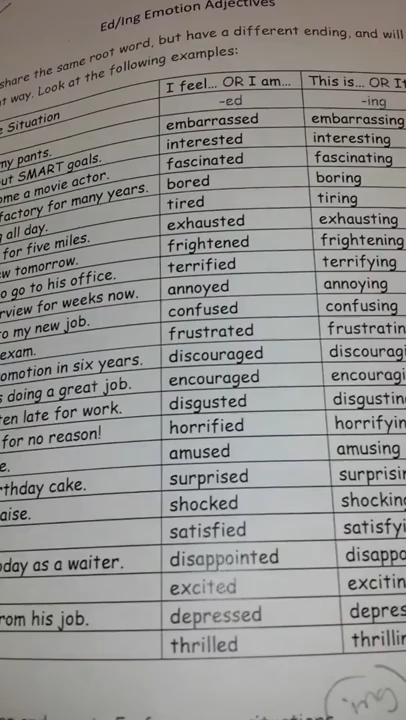 Ed/Ing Emotion Adjectives
share the same root word, but have a different ending, and will
way. Look at the following examples:
Situation I feel... OR I am... This is... OR It
-ed -ing
my pants. embarrassed embarrassing
ut SMART goals. interested interesting
ome a movie actor. fascinated fascinating
factory for many years. bored boring
all day. tired tiring
for five miles. exhausted exhausting
w tomorrow. frightened frightening
o go to his office. terrified terrifying
rview for weeks now. annoyed annoying
o my new job. confused confusing
exam. frustrated frustratin
omotion in six years. discouraged discouragi
s doing a great job. encouraged encouragi
ten late for work. disgusted disgustin
for no reason! horrified horrifyin
e. amused amusing
rthday cake. surprised surprisin
aise. shocked shocking
satisfied satisfyi
oday as a waiter. disappointed disappo
excited excitin
rom his job. depressed depres
thrilled thrillin